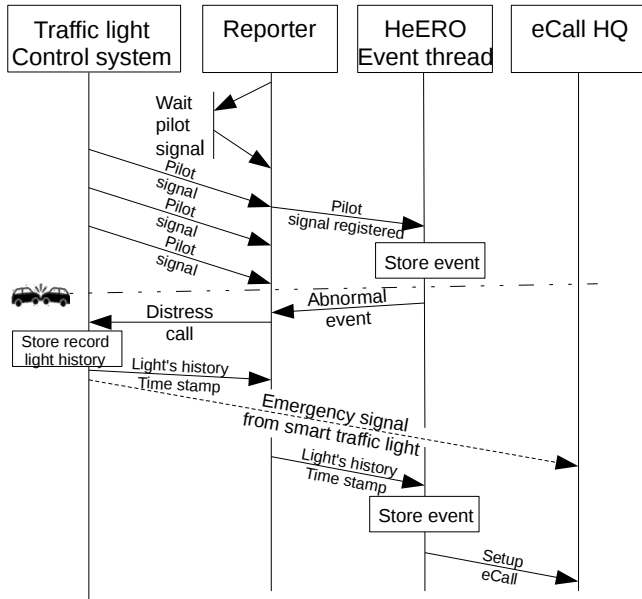 Traffic light
Control system
Reporter
HeERO
Event thread
eCall HQ
Wait
pilot
signal
Pilot
signal
Pilot
signal
Pilot
signal
Pilot
signal registered
Store event
Abnormal
event
Distress
call
Store record
light history
Light's history
Time stamp
Emergency signal
from smart traffic light
Light's history
Time stamp
Store event
Setup
eCall